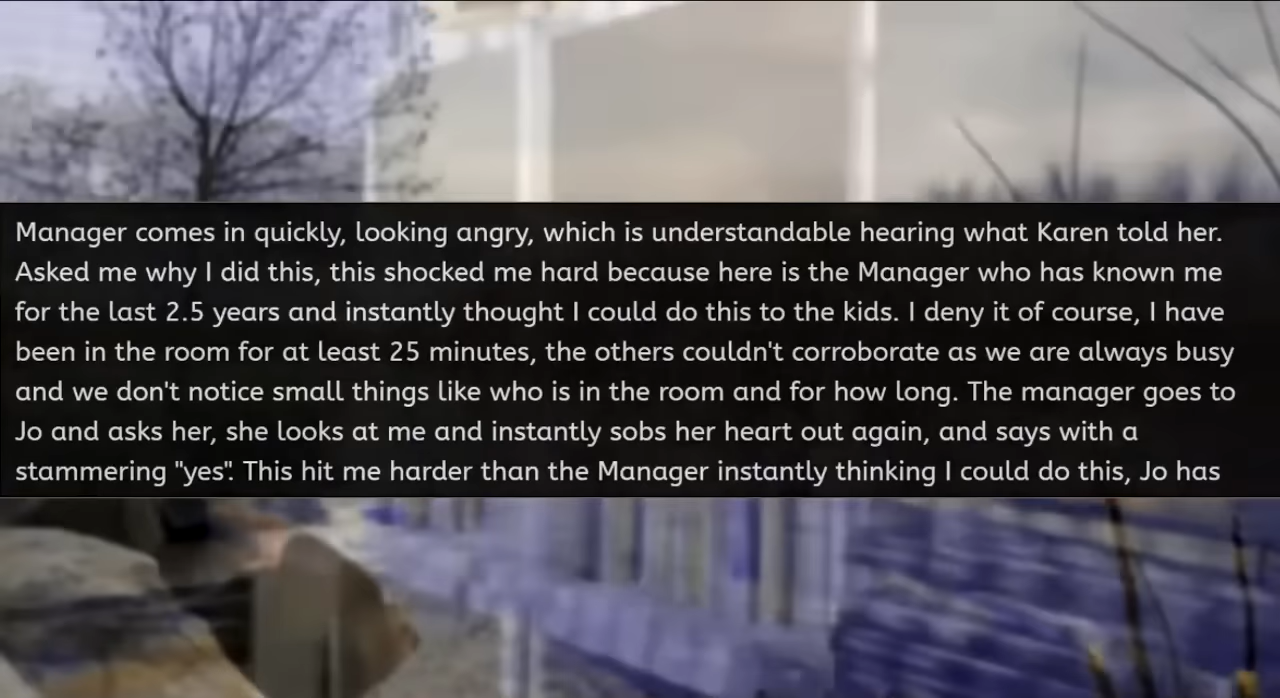 Manager comes in quickly, looking angry, which is understandable hearing what Karen told her.
Asked me why I did this, this shocked me hard because here is the Manager who has known me
for the last 2.5 years and instantly thought I could do this to the kids. I deny it of course, I have
been in the room for at least 25 minutes, the others couldn't corroborate as we are always busy
and we don't notice small things like who is in the room and for how long. The manager goes to
Jo and asks her, she looks at me and instantly sobs her heart out again, and says with a
stammering "yes". This hit me harder than the Manager instantly thinking I could do this, Jo has